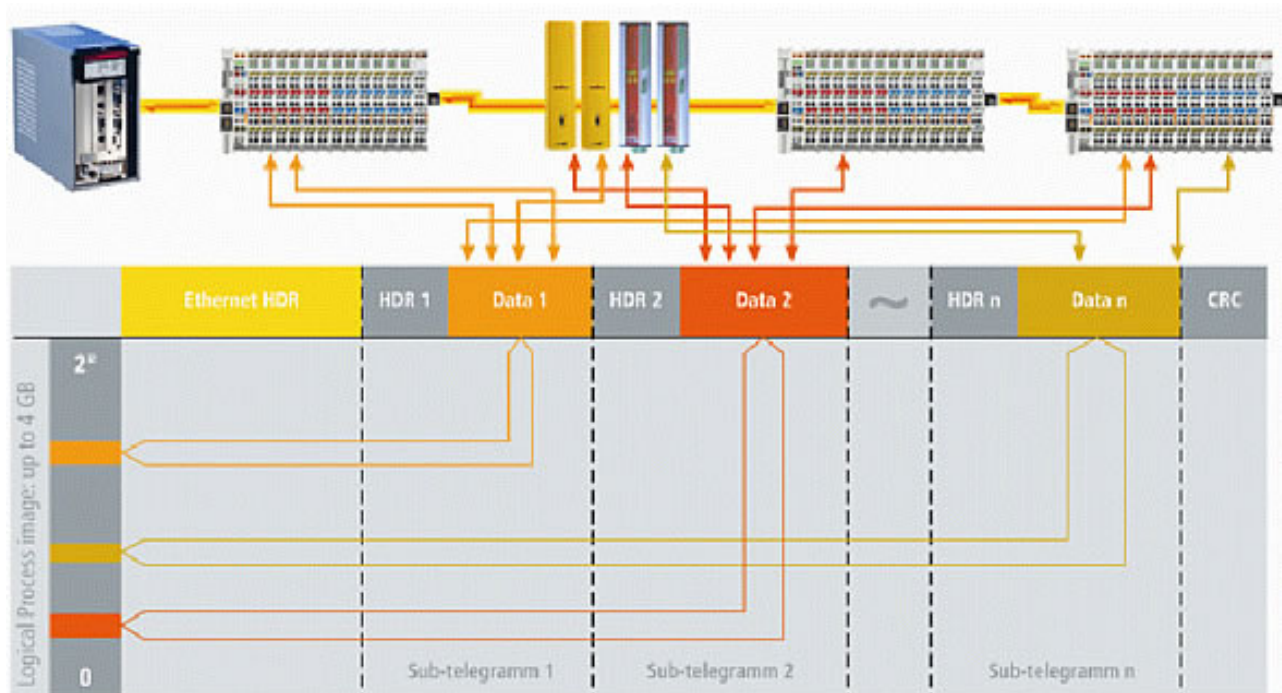 Ethernet HDR
HDR 1
Data 1
HDR 2
Data 2
~
HDR n
Data n
CRC
Logical Process image: up to 4 GB
2
0
Sub-telegramm 1
Sub-telegramm 2
Sub-telegramm n